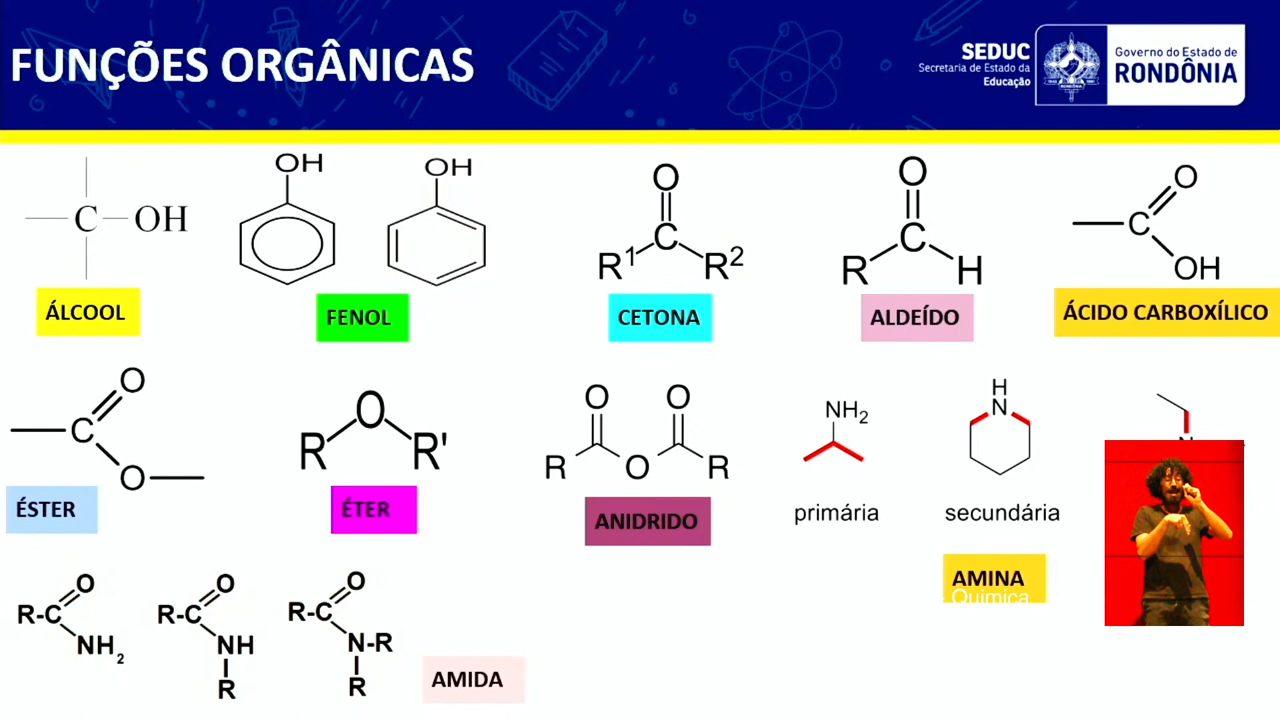 FUNÇÕES ORGÂNICAS
SEDUC
Secretaria de Estado da
Educação
Governo do Estado de
RONDÔNIA
C OH
OH
OH
O
C
R¹ R²
O
C
R H
O
C
OH
ÁLCOOL
FENOL
CETONA
ALDEÍDO
ÁCIDO CARBOXÍLICO
O
C
O
O
R R'
O O
R O R
NH₂
H
N
primária
secundária
ÉSTER
ÉTER
ANIDRIDO
AMINA
Química
O
R-C
NH₂
O
R-C
NH
R
O
R-C
N-R
R
AMIDA